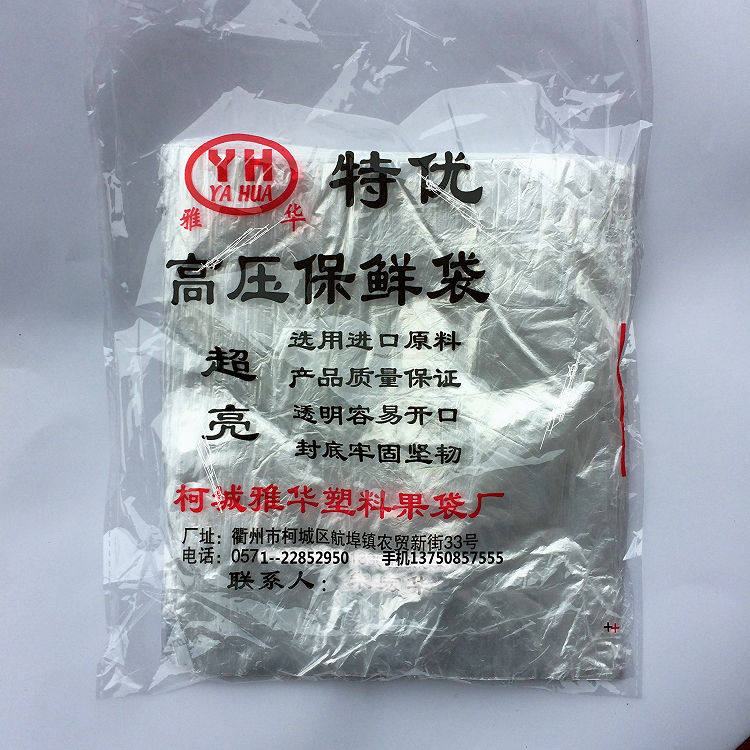 YH
YA HUA
雅 华
特优
高压保鲜袋
超亮
选用进口原料
产品质量保证
透明容易开口
封底牢固坚韧
柯城雅华塑料果袋厂
厂址：衢州市柯城区航埠镇农贸新街33号
电话：0571--22852950 手机13750857555
联系人：